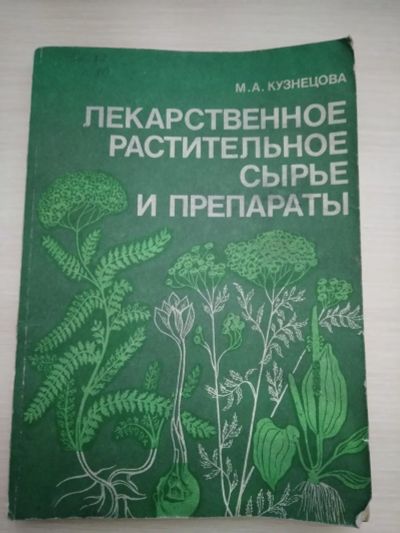 М.А. КУЗНЕЦОВА
ЛЕКАРСТВЕННОЕ
РАСТИТЕЛЬНОЕ
СЫРЬЕ
И ПРЕПАРАТЫ